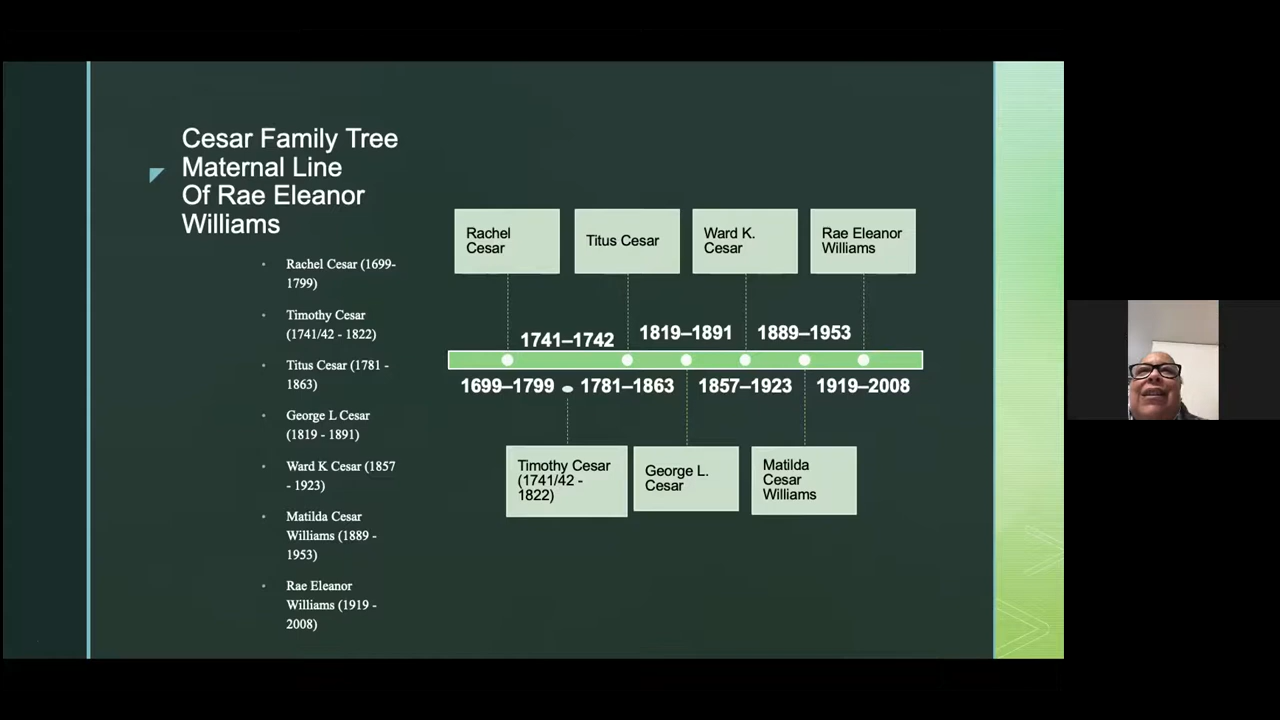 Cesar Family Tree
Maternal Line
Of Rae Eleanor
Williams
Rachel Cesar (1699-
1799)
Timothy Cesar
(1741/42 - 1822)
Titus Cesar (1781 -
1863)
George L Cesar
(1819 - 1891)
Ward K Cesar (1857
- 1923)
Matilda Cesar
Williams (1889 -
1953)
Rae Eleanor
Williams (1919 -
2008)
Rachel
Cesar
Titus Cesar
Ward K.
Cesar
Rae Eleanor
Williams
1741–1742
1819–1891
1889–1953
1699–1799
1781–1863
1857–1923
1919–2008
Timothy Cesar
(1741/42 -
1822)
George L.
Cesar
Matilda
Cesar
Williams